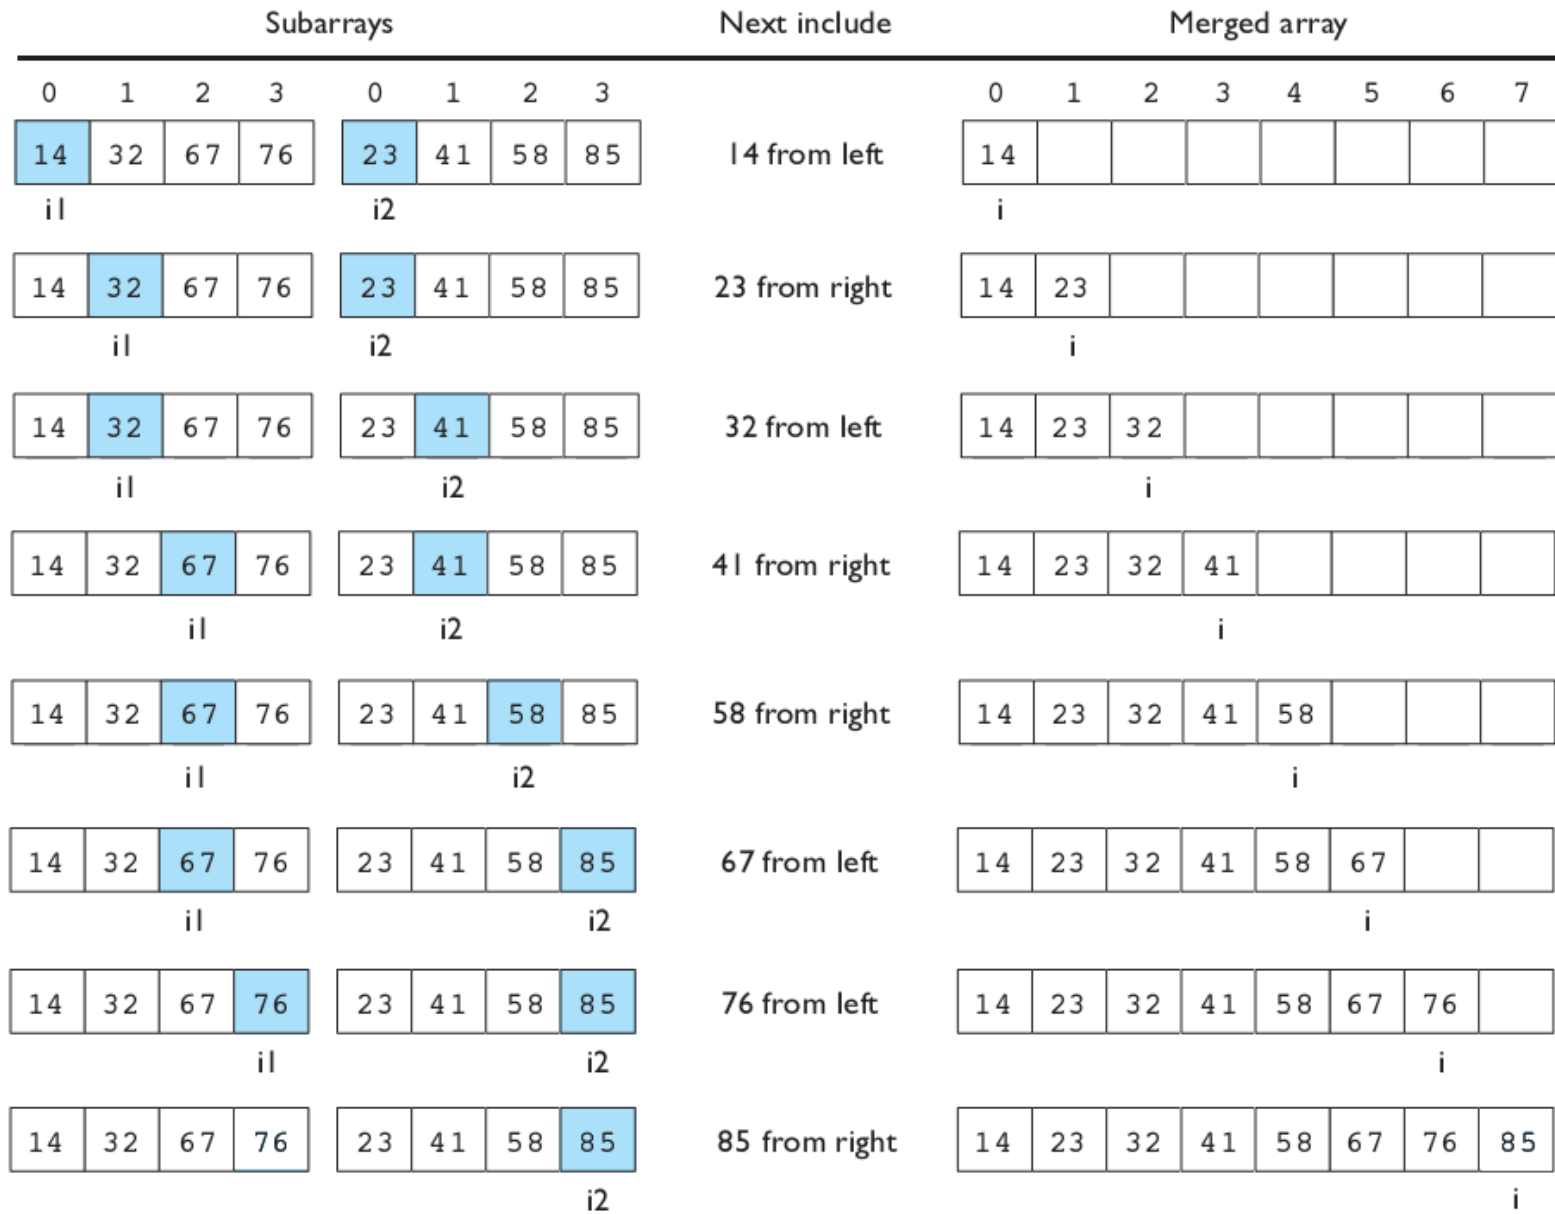 Subarrays Next include Merged array
0 1 2 3 0 1 2 3 0 1 2 3 4 5 6 7
14 32 67 76 23 41 58 85 14 from left 14
i1 i2 i
14 32 67 76 23 41 58 85 23 from right 14 23
i1 i2 i
14 32 67 76 23 41 58 85 32 from left 14 23 32
i1 i2 i
14 32 67 76 23 41 58 85 41 from right 14 23 32 41
i1 i2 i
14 32 67 76 23 41 58 85 58 from right 14 23 32 41 58
i1 i2 i
14 32 67 76 23 41 58 85 67 from left 14 23 32 41 58 67
i1 i2 i
14 32 67 76 23 41 58 85 76 from left 14 23 32 41 58 67 76
i1 i2 i
14 32 67 76 23 41 58 85 85 from right 14 23 32 41 58 67 76 85
i2 i